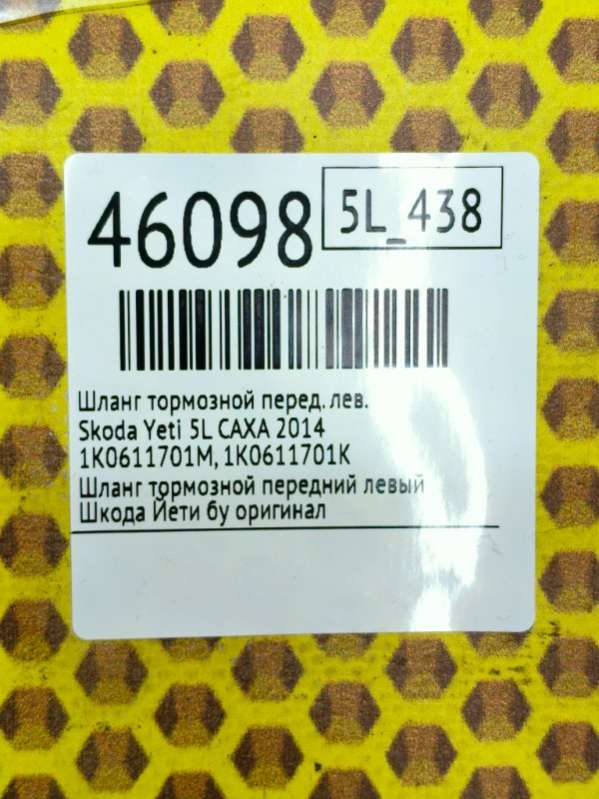 46098
5L_438
Шланг тормозной перед. лев.
Skoda Yeti 5L CAXA 2014
1K0611701M, 1K0611701K
Шланг тормозной передний левый
Шкода Йети бу оригинал